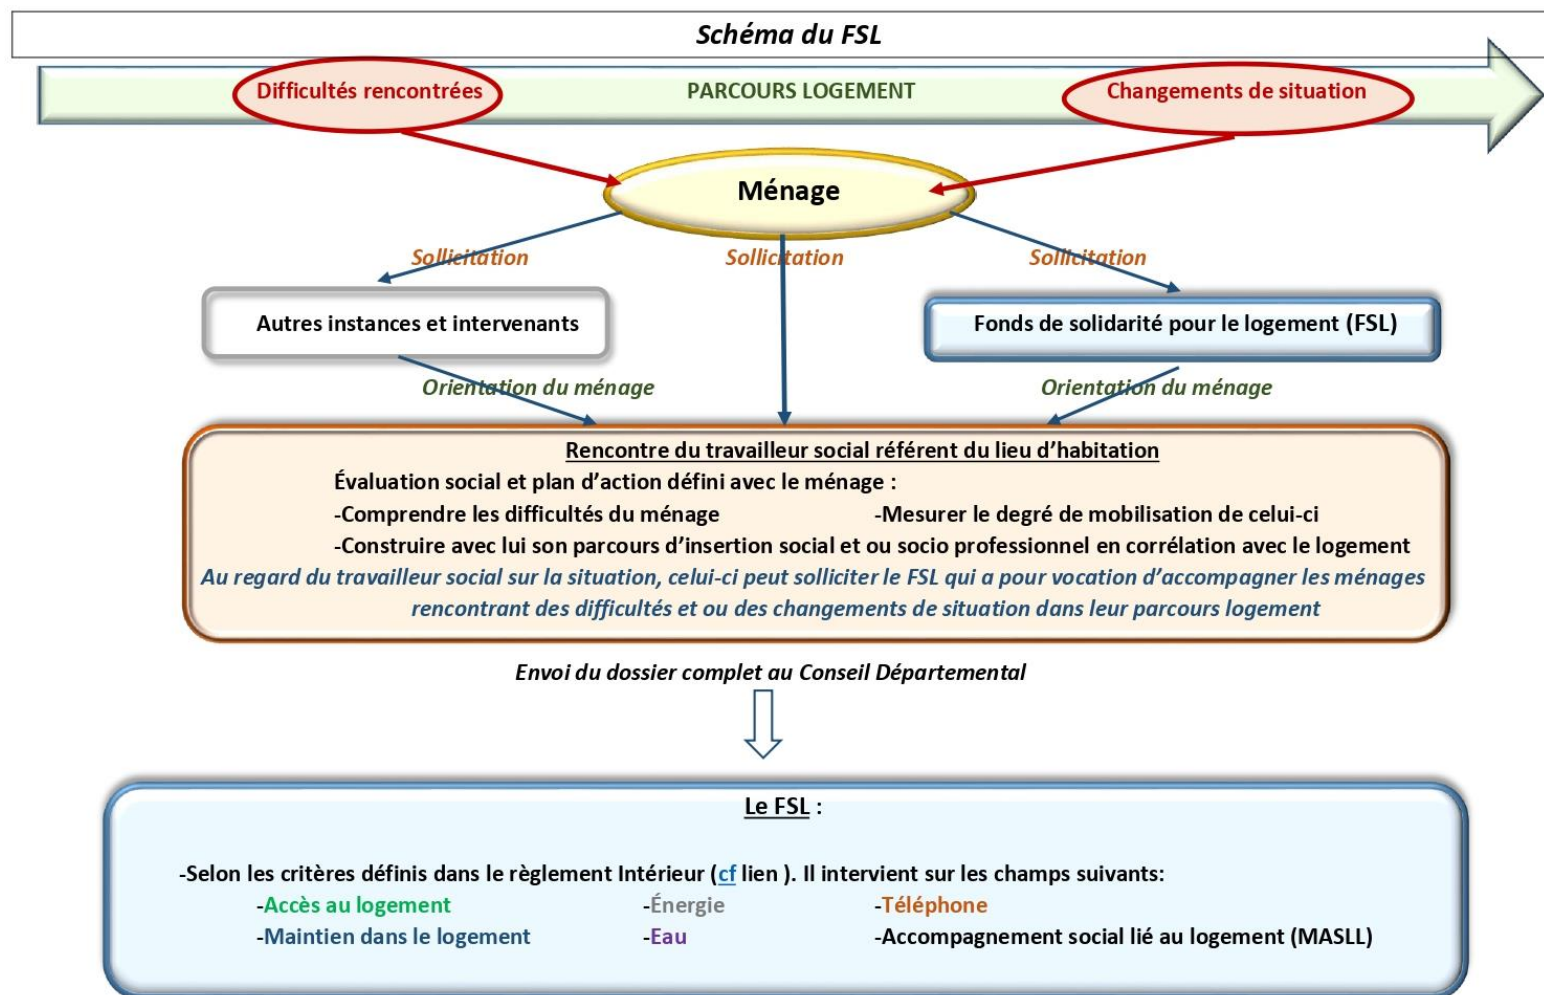 Schéma du FSL
Difficultés rencontrées
PARCOURS LOGEMENT
Changements de situation
Ménage
Sollicitation
Sollicitation
Sollicitation
Autres instances et intervenants
Fonds de solidarité pour le logement (FSL)
Orientation du ménage
Orientation du ménage
Rencontre du travailleur social référent du lieu d’habitation
Évaluation social et plan d’action défini avec le ménage :
-Comprendre les difficultés du ménage -Mesurer le degré de mobilisation de celui-ci
-Construire avec lui son parcours d’insertion social et ou socio professionnel en corrélation avec le logement
Au regard du travailleur social sur la situation, celui-ci peut solliciter le FSL qui a pour vocation d’accompagner les ménages
rencontrant des difficultés et ou des changements de situation dans leur parcours logement
Envoi du dossier complet au Conseil Départemental
Le FSL :
-Selon les critères définis dans le règlement Intérieur (cf lien ). Il intervient sur les champs suivants:
-Accès au logement -Énergie -Téléphone
-Maintien dans le logement -Eau -Accompagnement social lié au logement (MASLL)